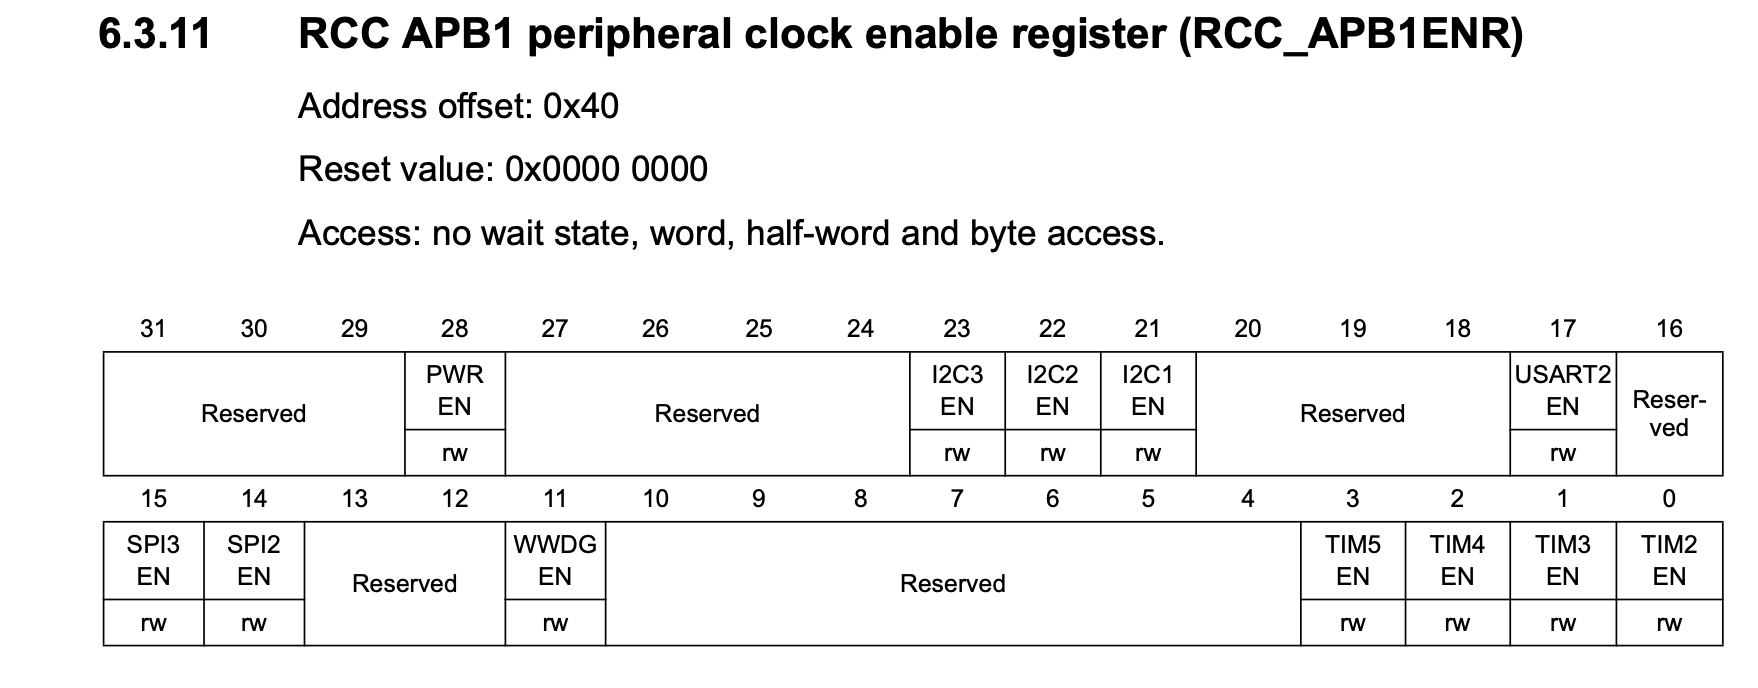 6.3.11 RCC APB1 peripheral clock enable register (RCC_APB1ENR)
Address offset: 0x40
Reset value: 0x0000 0000
Access: no wait state, word, half-word and byte access.
31 30 29 28 27 26 25 24 23 22 21 20 19 18 17 16
Reserved PWR EN Reserved I2C3 EN I2C2 EN I2C1 EN Reserved USART2 EN Reser-ved
rw rw rw rw rw
15 14 13 12 11 10 9 8 7 6 5 4 3 2 1 0
SPI3 EN SPI2 EN Reserved WWDG EN Reserved TIM5 EN TIM4 EN TIM3 EN TIM2 EN
rw rw rw rw rw rw rw